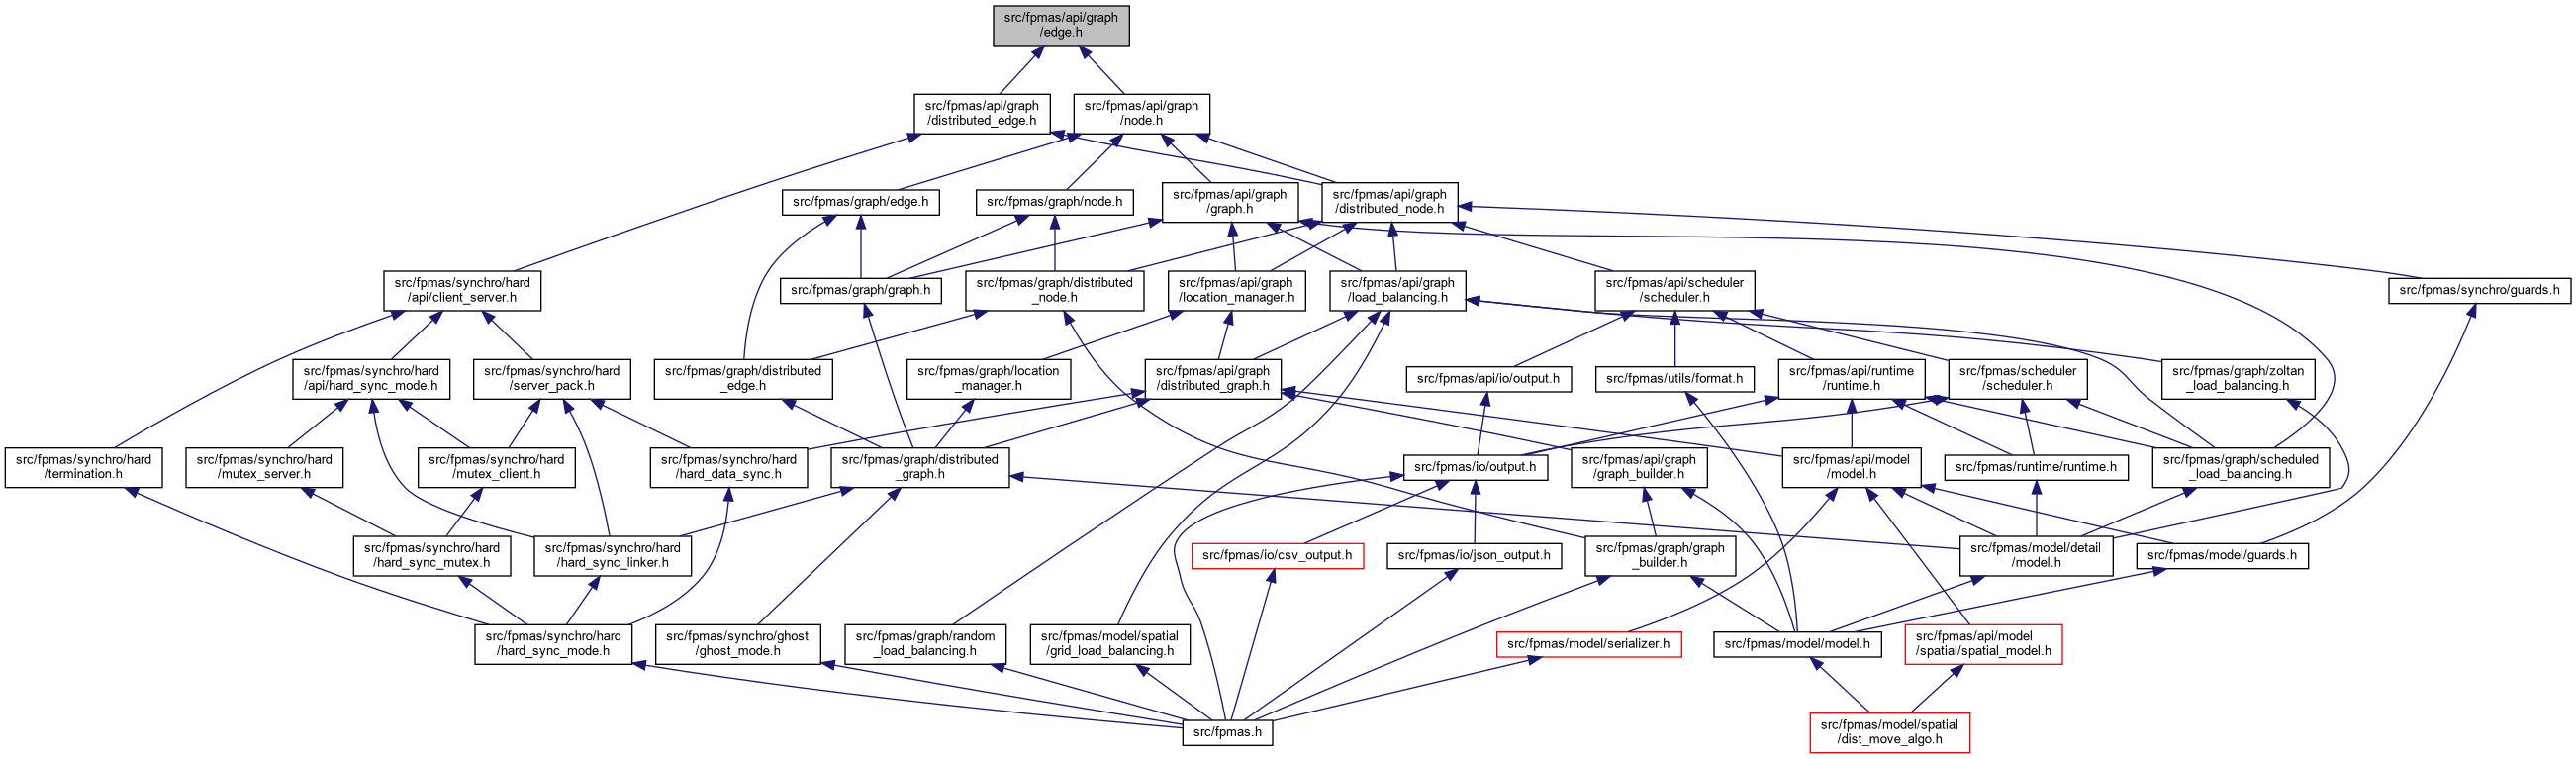 src/fpmas/api/graph
/edge.h
src/fpmas/api/graph
/distributed_edge.h
src/fpmas/api/graph
/node.h
src/fpmas/graph/edge.h
src/fpmas/graph/node.h
src/fpmas/api/graph
/graph.h
src/fpmas/api/graph
/distributed_node.h
src/fpmas/synchro/hard
/api/client_server.h
src/fpmas/graph/graph.h
src/fpmas/graph/distributed
_node.h
src/fpmas/api/graph
/location_manager.h
src/fpmas/api/graph
/load_balancing.h
src/fpmas/api/scheduler
/scheduler.h
src/fpmas/synchro/guards.h
src/fpmas/synchro/hard
/api/hard_sync_mode.h
src/fpmas/synchro/hard
/server_pack.h
src/fpmas/graph/distributed
_edge.h
src/fpmas/graph/location
_manager.h
src/fpmas/api/graph
/distributed_graph.h
src/fpmas/api/io/output.h
src/fpmas/utils/format.h
src/fpmas/api/runtime
/runtime.h
src/fpmas/scheduler
/scheduler.h
src/fpmas/graph/zoltan
_load_balancing.h
src/fpmas/synchro/hard
/termination.h
src/fpmas/synchro/hard
/mutex_server.h
src/fpmas/synchro/hard
/mutex_client.h
src/fpmas/synchro/hard
/hard_data_sync.h
src/fpmas/graph/distributed
_graph.h
src/fpmas/io/output.h
src/fpmas/api/graph
/graph_builder.h
src/fpmas/api/model
/model.h
src/fpmas/runtime/runtime.h
src/fpmas/graph/scheduled
_load_balancing.h
src/fpmas/synchro/hard
/hard_sync_mutex.h
src/fpmas/synchro/hard
/hard_sync_linker.h
src/fpmas/io/csv_output.h
src/fpmas/io/json_output.h
src/fpmas/graph/graph
_builder.h
src/fpmas/model/detail
/model.h
src/fpmas/model/guards.h
src/fpmas/synchro/hard
/hard_sync_mode.h
src/fpmas/synchro/ghost
/ghost_mode.h
src/fpmas/graph/random
_load_balancing.h
src/fpmas/model/spatial
/grid_load_balancing.h
src/fpmas/model/serializer.h
src/fpmas/model/model.h
src/fpmas/api/model
/spatial/spatial_model.h
src/fpmas.h
src/fpmas/model/spatial
/dist_move_algo.h